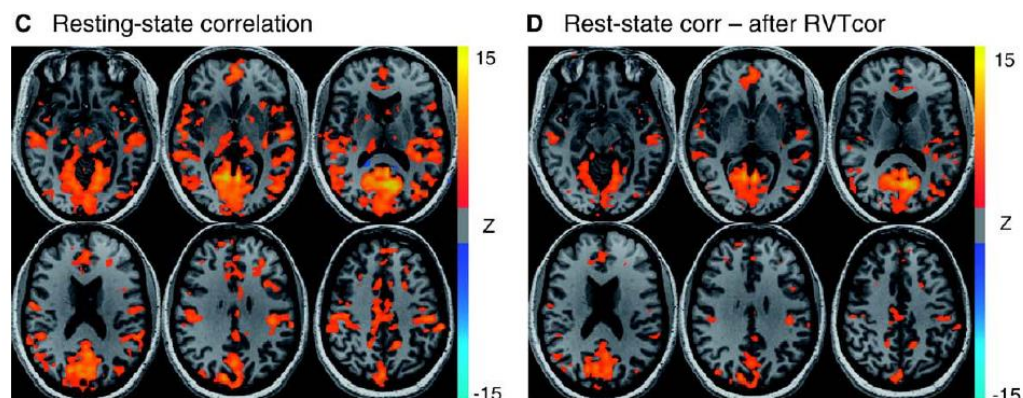 C Resting-state correlation
15
Z
-15
D Rest-state corr – after RVTcor
15
Z
-15